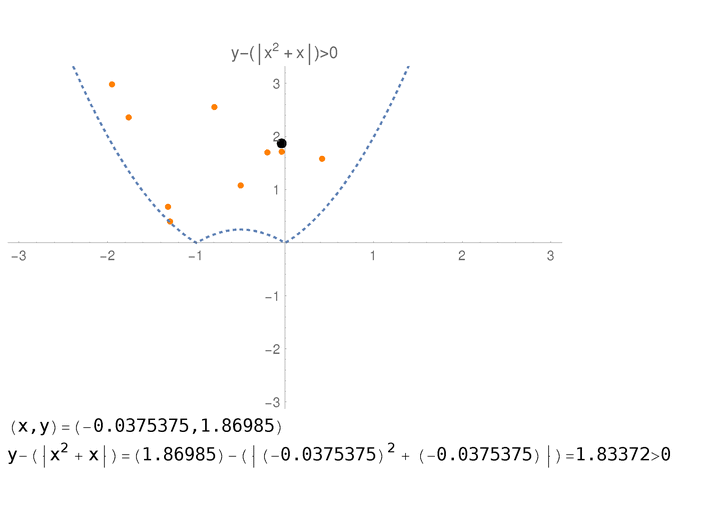 y−(|x² + x|)>0
3
2
1
−3 −2 −1 1 2 3
−1
−2
−3
(x,y)=(−0.0375375,1.86985)
y−(|x² + x|)=(1.86985)−(|(−0.0375375)² + (−0.0375375)|)=1.83372>0